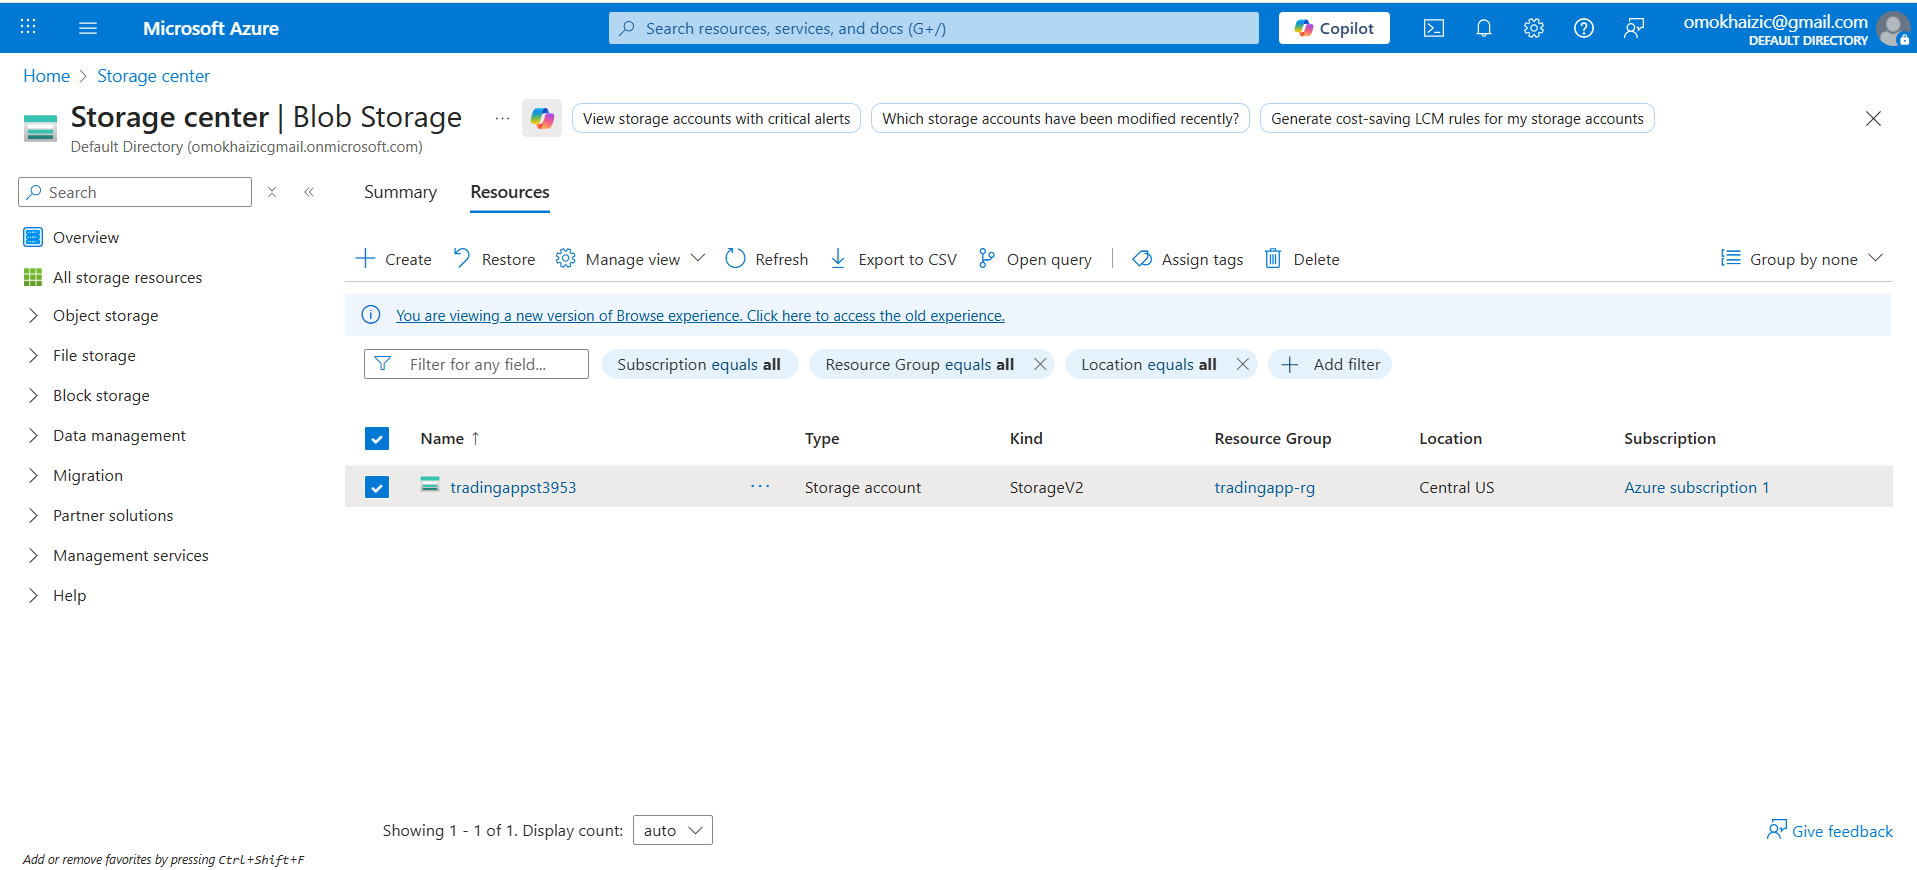 Microsoft Azure
Search resources, services, and docs (G+/)
Copilot
omokhaizic@gmail.com
DEFAULT DIRECTORY
Home > Storage center
Storage center | Blob Storage
...
View storage accounts with critical alerts
Which storage accounts have been modified recently?
Generate cost-saving LCM rules for my storage accounts
Default Directory (omokhaizicgmail.onmicrosoft.com)
Search
Overview
All storage resources
Object storage
File storage
Block storage
Data management
Migration
Partner solutions
Management services
Help
Add or remove favorites by pressing Ctrl+Shift+F
Summary
Resources
Create
Restore
Manage view
Refresh
Export to CSV
Open query
Assign tags
Delete
Group by none
You are viewing a new version of Browse experience. Click here to access the old experience.
Filter for any field...
Subscription equals all
Resource Group equals all
Location equals all
Add filter
Name ↑ Type Kind Resource Group Location Subscription
tradingappst3953 ... Storage account StorageV2 tradingapp-rg Central US Azure subscription 1
Showing 1 - 1 of 1. Display count: auto
Give feedback